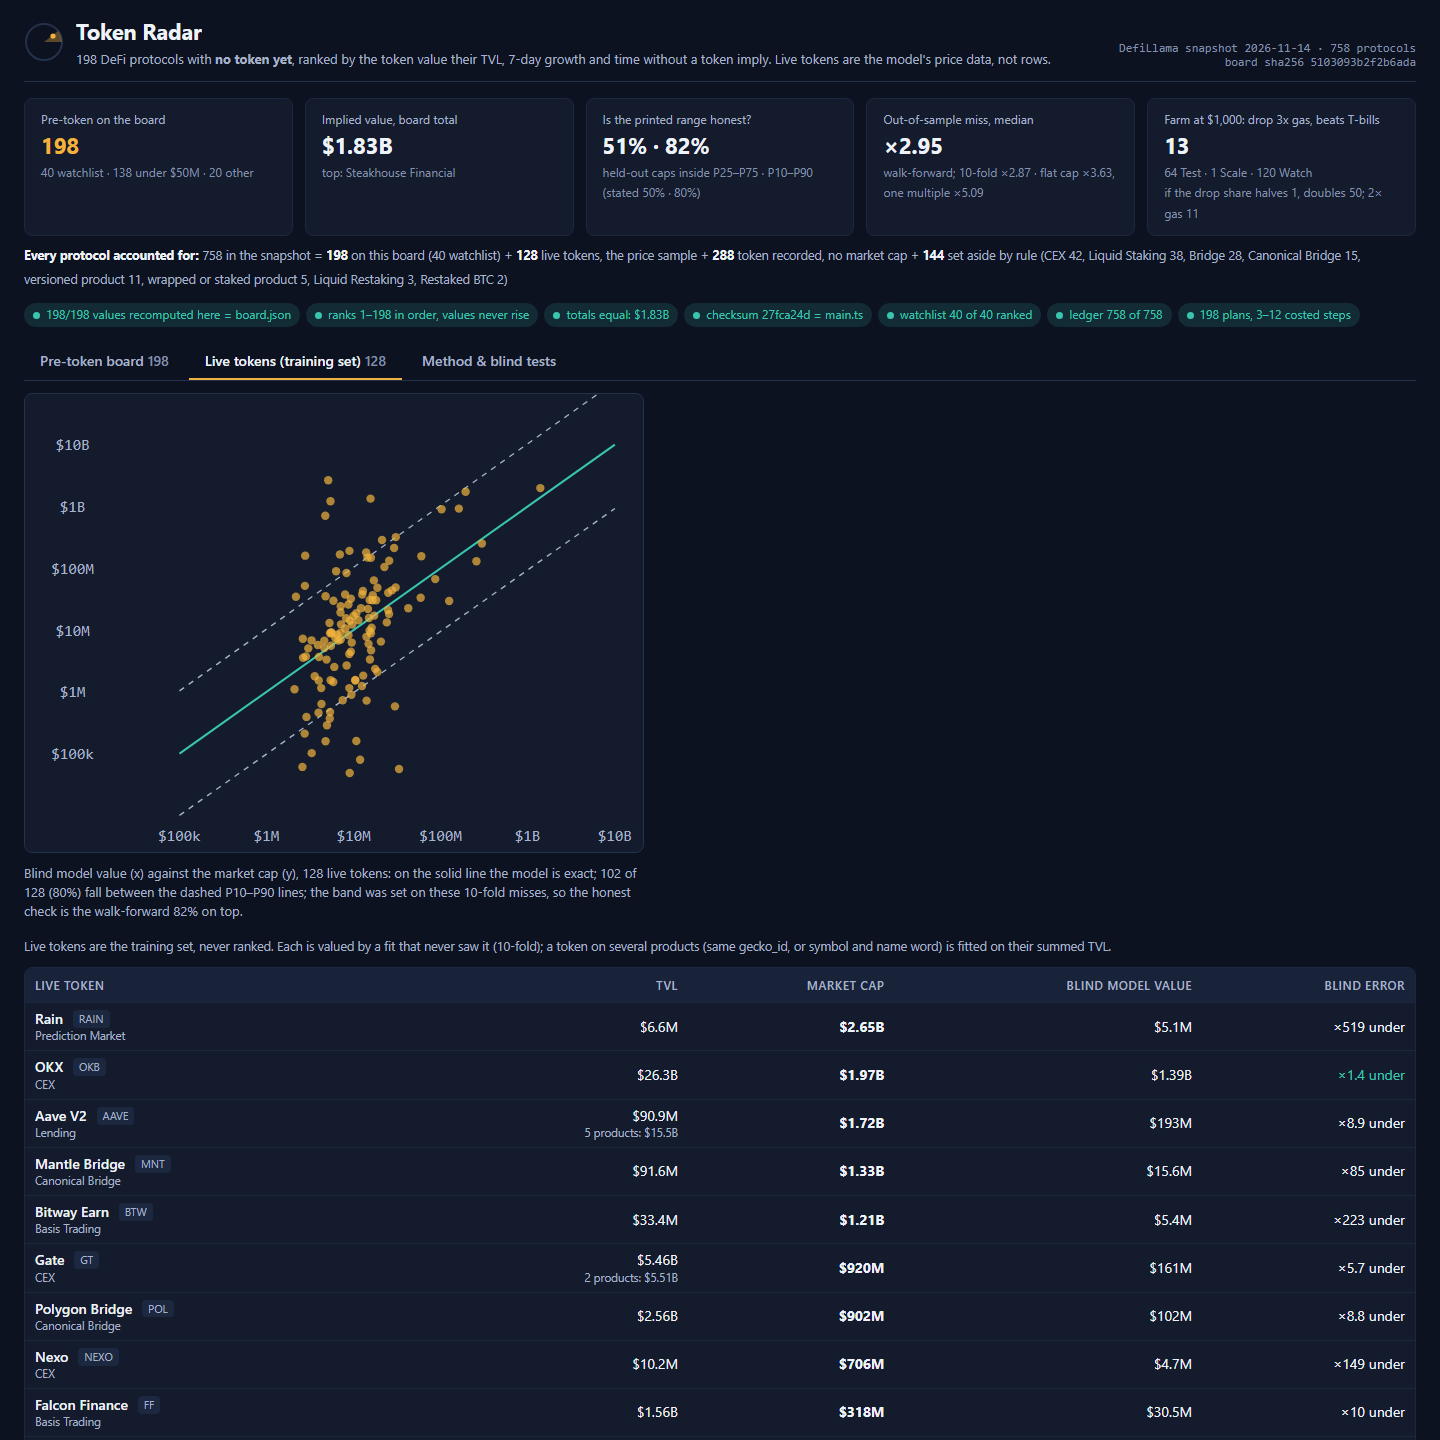 Token Radar
198 DeFi protocols with no token yet, ranked by the token value their TVL, 7-day growth and time without a token imply. Live tokens are the model's price data, not rows.
DefiLlama snapshot 2026-11-14 · 758 protocols
board sha256 5103093b2f2b6ada
Pre-token on the board
198
40 watchlist · 138 under $50M · 20 other
Implied value, board total
$1.83B
top: Steakhouse Financial
Is the printed range honest?
51% · 82%
held-out caps inside P25–P75 · P10–P90
(stated 50% · 80%)
Out-of-sample miss, median
×2.95
walk-forward; 10-fold ×2.87 · flat cap ×3.63,
one multiple ×5.09
Farm at $1,000: drop 3x gas, beats T-bills
13
64 Test · 1 Scale · 120 Watch
if the drop share halves 1, doubles 50; 2×
gas 11
Every protocol accounted for: 758 in the snapshot = 198 on this board (40 watchlist) + 128 live tokens, the price sample + 288 token recorded, no market cap + 144 set aside by rule (CEX 42, Liquid Staking 38, Bridge 28, Canonical Bridge 15,
versioned product 11, wrapped or staked product 5, Liquid Restaking 3, Restaked BTC 2)
198/198 values recomputed here = board.json
ranks 1–198 in order, values never rise
totals equal: $1.83B
checksum 27fca24d = main.ts
watchlist 40 of 40 ranked
ledger 758 of 758
198 plans, 3–12 costed steps
Pre-token board 198
Live tokens (training set) 128
Method & blind tests
$10B
$1B
$100M
$10M
$1M
$100k
$100k $1M $10M $100M $1B $10B
Blind model value (x) against the market cap (y), 128 live tokens: on the solid line the model is exact; 102 of
128 (80%) fall between the dashed P10–P90 lines; the band was set on these 10-fold misses, so the honest
check is the walk-forward 82% on top.
Live tokens are the training set, never ranked. Each is valued by a fit that never saw it (10-fold); a token on several products (same gecko_id, or symbol and name word) is fitted on their summed TVL.
LIVE TOKEN TVL MARKET CAP BLIND MODEL VALUE BLIND ERROR
Rain RAIN $6.6M $2.65B $5.1M ×519 under
Prediction Market
OKX OKB $26.3B $1.97B $1.39B ×1.4 under
CEX
Aave V2 AAVE $90.9M $1.72B $193M ×8.9 under
Lending 5 products: $15.5B
Mantle Bridge MNT $91.6M $1.33B $15.6M ×85 under
Canonical Bridge
Bitway Earn BTW $33.4M $1.21B $5.4M ×223 under
Basis Trading
Gate GT $5.46B $920M $161M ×5.7 under
CEX 2 products: $5.51B
Polygon Bridge POL $2.56B $902M $102M ×8.8 under
Canonical Bridge
Nexo NEXO $10.2M $706M $4.7M ×149 under
CEX
Falcon Finance FF $1.56B $318M $30.5M ×10 under
Basis Trading